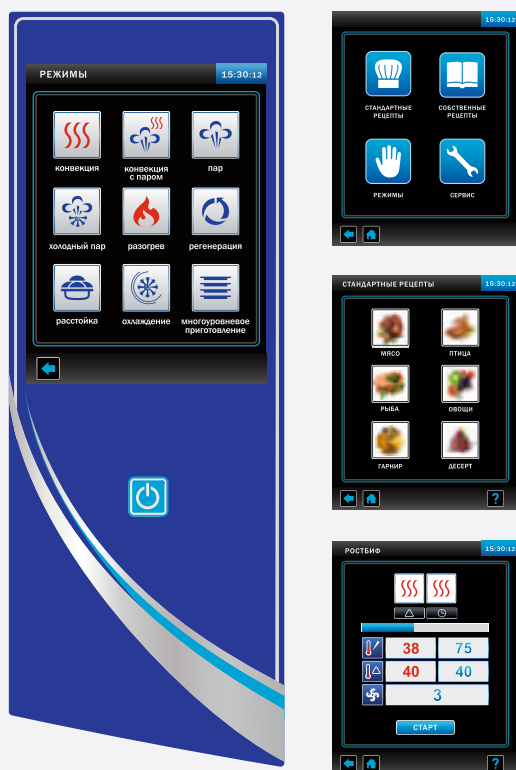 РЕЖИМЫ 15:30:12
конвекция
конвекция
с паром
пар
холодный пар
разогрев
регенерация
расстойка
охлаждение
многоуровневое
приготовление
15:30:12
СТАНДАРТНЫЕ
РЕЦЕПТЫ
СОБСТВЕННЫЕ
РЕЦЕПТЫ
РЕЖИМЫ
СЕРВИС
СТАНДАРТНЫЕ РЕЦЕПТЫ 15:30:12
МЯСО
ПТИЦА
РЫБА
ОВОЩИ
ГАРНИР
ДЕСЕРТ
?
РОСТБИФ 15:30:12
38 75
40 40
3
СТАРТ
?